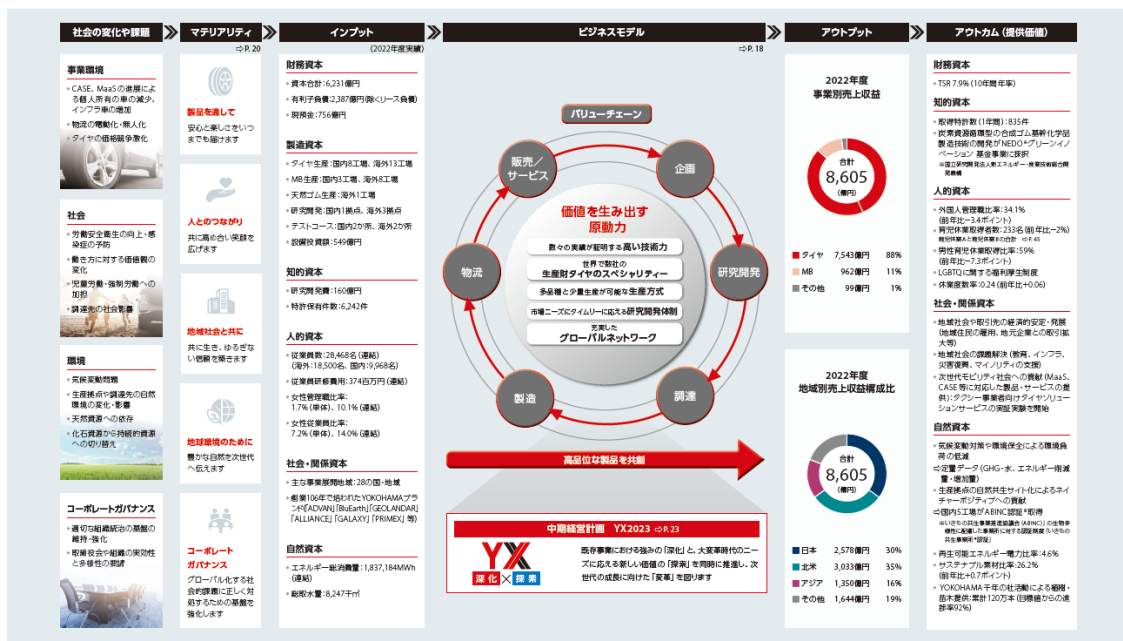 社会の変化や課題
マテリアリティ
⇨P. 20
インプット
(2022年度実績)
ビジネスモデル
⇨P. 18
アウトプット
アウトカム（提供価値）
事業環境
• CASE、MaaSの進展によ
る個人所有の車の減少、
インフラ車の増加
• 物流の電動化・無人化
• タイヤの価格競争激化
社会
• 労働安全衛生の向上・感
染症の予防
• 働き方に対する価値観の
変化
• 児童労働・強制労働への
加担
• 調達先の社会影響
環境
• 気候変動問題
• 生産拠点や調達先の自然
環境の変化・影響
• 天然資源への依存
• 化石資源から持続的資源
への切り替え
コーポレートガバナンス
• 適切な組織統治の基盤の
維持・強化
• 取締役会や組織の実効性
と多様性の要請
製品を通して
安心と楽しさをいつ
までも届けます
人とのつながり
共に高め合い笑顔を
広げます
地域社会と共に
共に生き、ゆるぎな
い信頼を築きます
地球環境のために
豊かな自然を次世代
へ伝えます
コーポレート
ガバナンス
グローバル化する社
会的課題に正しく対
処するための基盤を
強化します
財務資本
• 資本合計：6,231億円
• 有利子負債：2,387億円（除くリース負債）
• 現預金：756億円
製造資本
• タイヤ生産：国内8工場、海外13工場
• MB生産：国内3工場、海外8工場
• 天然ゴム生産：海外1工場
• 研究開発：国内1拠点、海外3拠点
• テストコース：国内2か所、海外2か所
• 設備投資額：549億円
知的資本
• 研究開発費：160億円
• 特許保有件数：6,242件
人的資本
• 従業員数：28,468名（連結）
（海外：18,500名、国内：9,968名）
• 従業員研修費用：374百万円（連結）
• 女性管理職比率：
1.7%（単体）、10.1%（連結）
• 女性従業員比率：
7.2%（単体）、14.0%（連結）
社会・関係資本
• 主な事業展開地域：28の国・地域
• 創業106年で培われたYOKOHAMAブラ
ンド（「ADVAN」「BluEarth」「GEOLANDAR」
「ALLIANCE」「GALAXY」「PRIMEX」等）
自然資本
• エネルギー総消費量：1,837,184MWh
（連結）
• 総取水量：8,247千㎥
バリューチェーン
販売／
サービス
企画
物流
研究開発
製造
調達
価値を生み出す
原動力
数々の実績が証明する高い技術力
世界で数社の
生産財タイヤのスペシャリティー
多品種と少量生産が可能な生産方式
市場ニーズにタイムリーに応える研究開発体制
充実した
グローバルネットワーク
高品位な製品を共創
中期経営計画 YX2023 ⇨P. 23
YX
深化×探索
既存事業における強みの「深化」と、大変革時代のニー
ズに応える新しい価値の「探索」を同時に推進し、次
世代の成長に向けた「変革」を図ります
2022年度
事業別売上収益
合計
8,605
（億円）
タイヤ 7,543億円 88%
MB 962億円 11%
その他 99億円 1%
2022年度
地域別売上収益構成比
合計
8,605
（億円）
日本 2,578億円 30%
北米 3,033億円 35%
アジア 1,350億円 16%
その他 1,644億円 19%
財務資本
• TSR 7.9%（10年間年率）
知的資本
• 取得特許数（1年間）：835件
• 炭素資源循環型の合成ゴム基幹化学品
製造技術の開発がNEDO※グリーンイノ
ベーション 基金事業に採択
※国立研究開発法人新エネルギー・産業技術総合開
発機構
人的資本
• 外国人管理職比率：34.1%
（前年比−3.4ポイント）
• 育児休業取得者数：233名（前年比−2%）
育児休業Aと育児休業Bの合計 ⇨P. 45
• 男性育児休業取得比率：59%
（前年比−7.3ポイント）
• LGBTQに関する福利厚生制度
• 休業度数率：0.24（前年比+0.06）
社会・関係資本
• 地域社会や取引先の経済的安定・発展
（地域住民の雇用、地元企業との取引拡
大等）
• 地域社会の課題解決（教育、インフラ、
災害復興、マイノリティの支援）
• 次世代モビリティ社会への貢献（MaaS、
CASE等に対応した製品・サービスの提
供）：タクシー事業者向けタイヤソリュー
ションサービスの実証実験を開始
自然資本
• 気候変動対策や環境保全による環境負
荷の低減
⇨定量データ（GHG・水、エネルギー削減
量・増加量）
• 生産拠点の自然共生サイト化によるネイ
チャーポジティブへの貢献
⇨国内5工場がABINC認証※取得
※いきもの共生事業推進協議会（ABINC）」の生物多
様性に配慮した事業所に対する認証制度「いきもの
共生事業所®認証」
• 再生可能エネルギー電力比率：4.6%
• サステナブル素材比率：26.2%
（前年比+0.7ポイント）
• YOKOHAMA千年の杜活動による植樹・
苗木提供：累計120万本（目標値からの進
捗率92%）